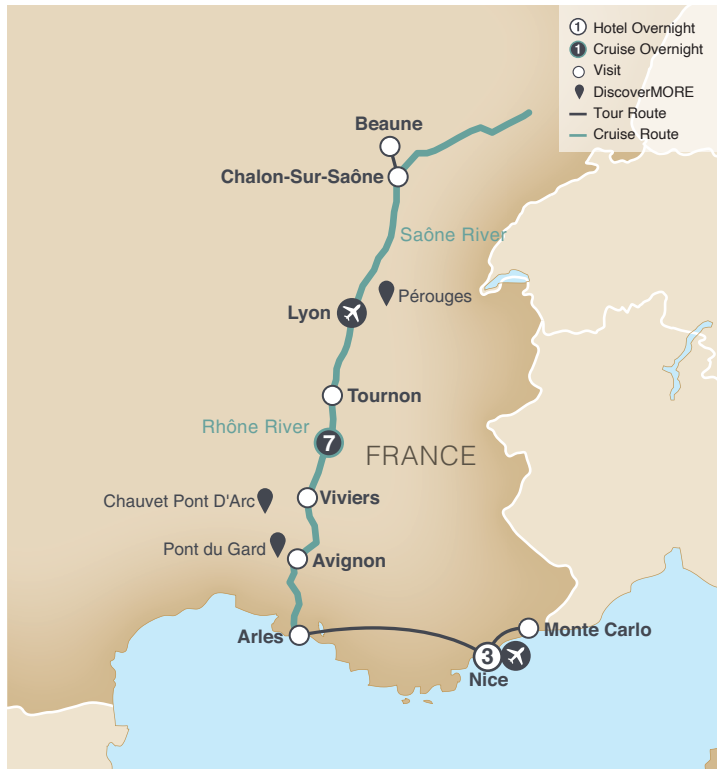 1 Hotel Overnight
1 Cruise Overnight
Visit
DiscoverMORE
Tour Route
Cruise Route
Beaune
Chalon-Sur-Saône
Saône River
Pérouges
Lyon
Tournon
Rhône River
7
FRANCE
Chauvet Pont D'Arc
Viviers
Pont du Gard
Avignon
Arles
Monte Carlo
3
Nice